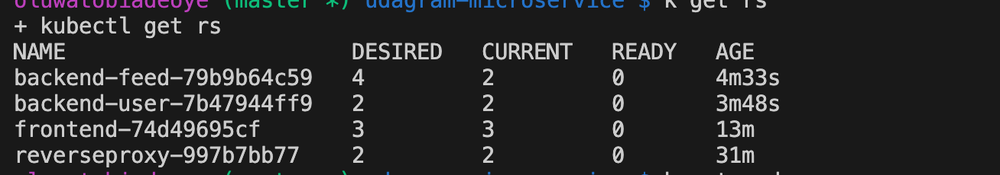 oluwatobiadeoye (master *) udagram-microservice $ k get rs
+ kubectl get rs
NAME DESIRED CURRENT READY AGE
backend-feed-79b9b64c59 4 2 0 4m33s
backend-user-7b47944ff9 2 2 0 3m48s
frontend-74d49695cf 3 3 0 13m
reverseproxy-997b7bb77 2 2 0 31m